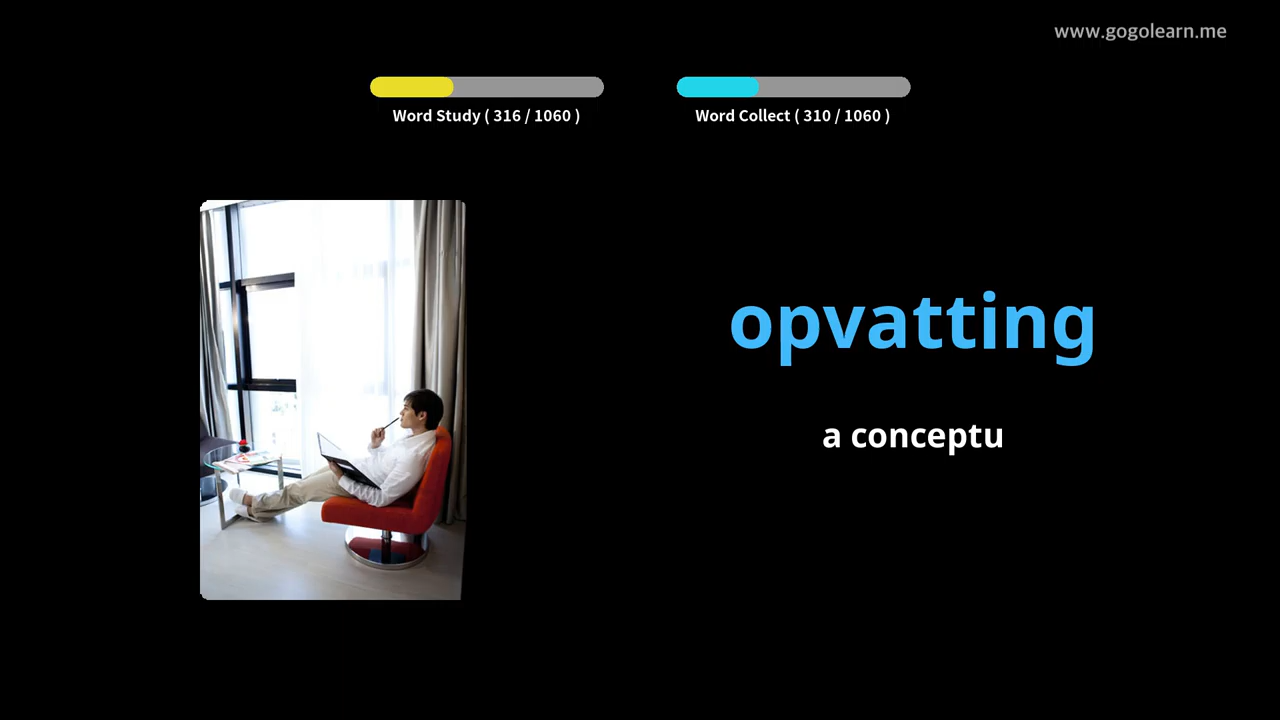 www.gogolearn.me
Word Study ( 316 / 1060 )
Word Collect ( 310 / 1060 )
opvatting
a conceptu